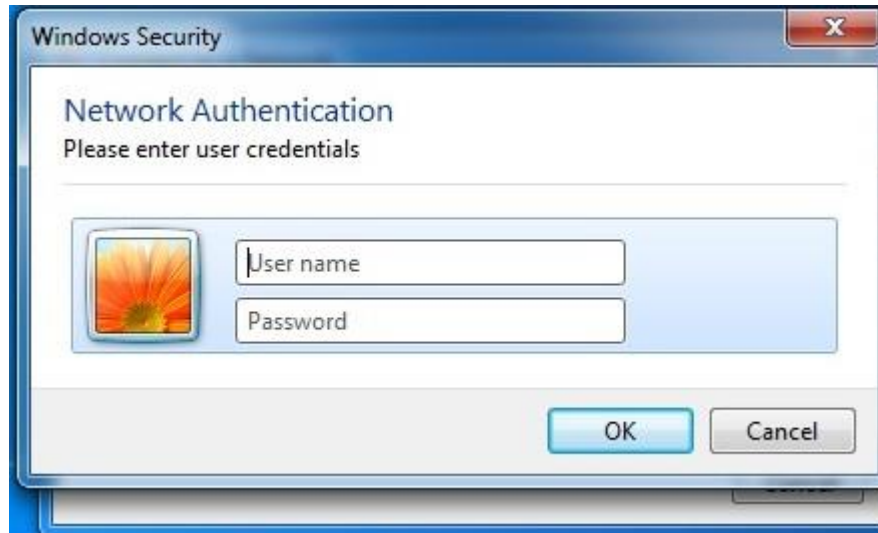 Windows Security
Network Authentication
Please enter user credentials
User name
Password
OK
Cancel